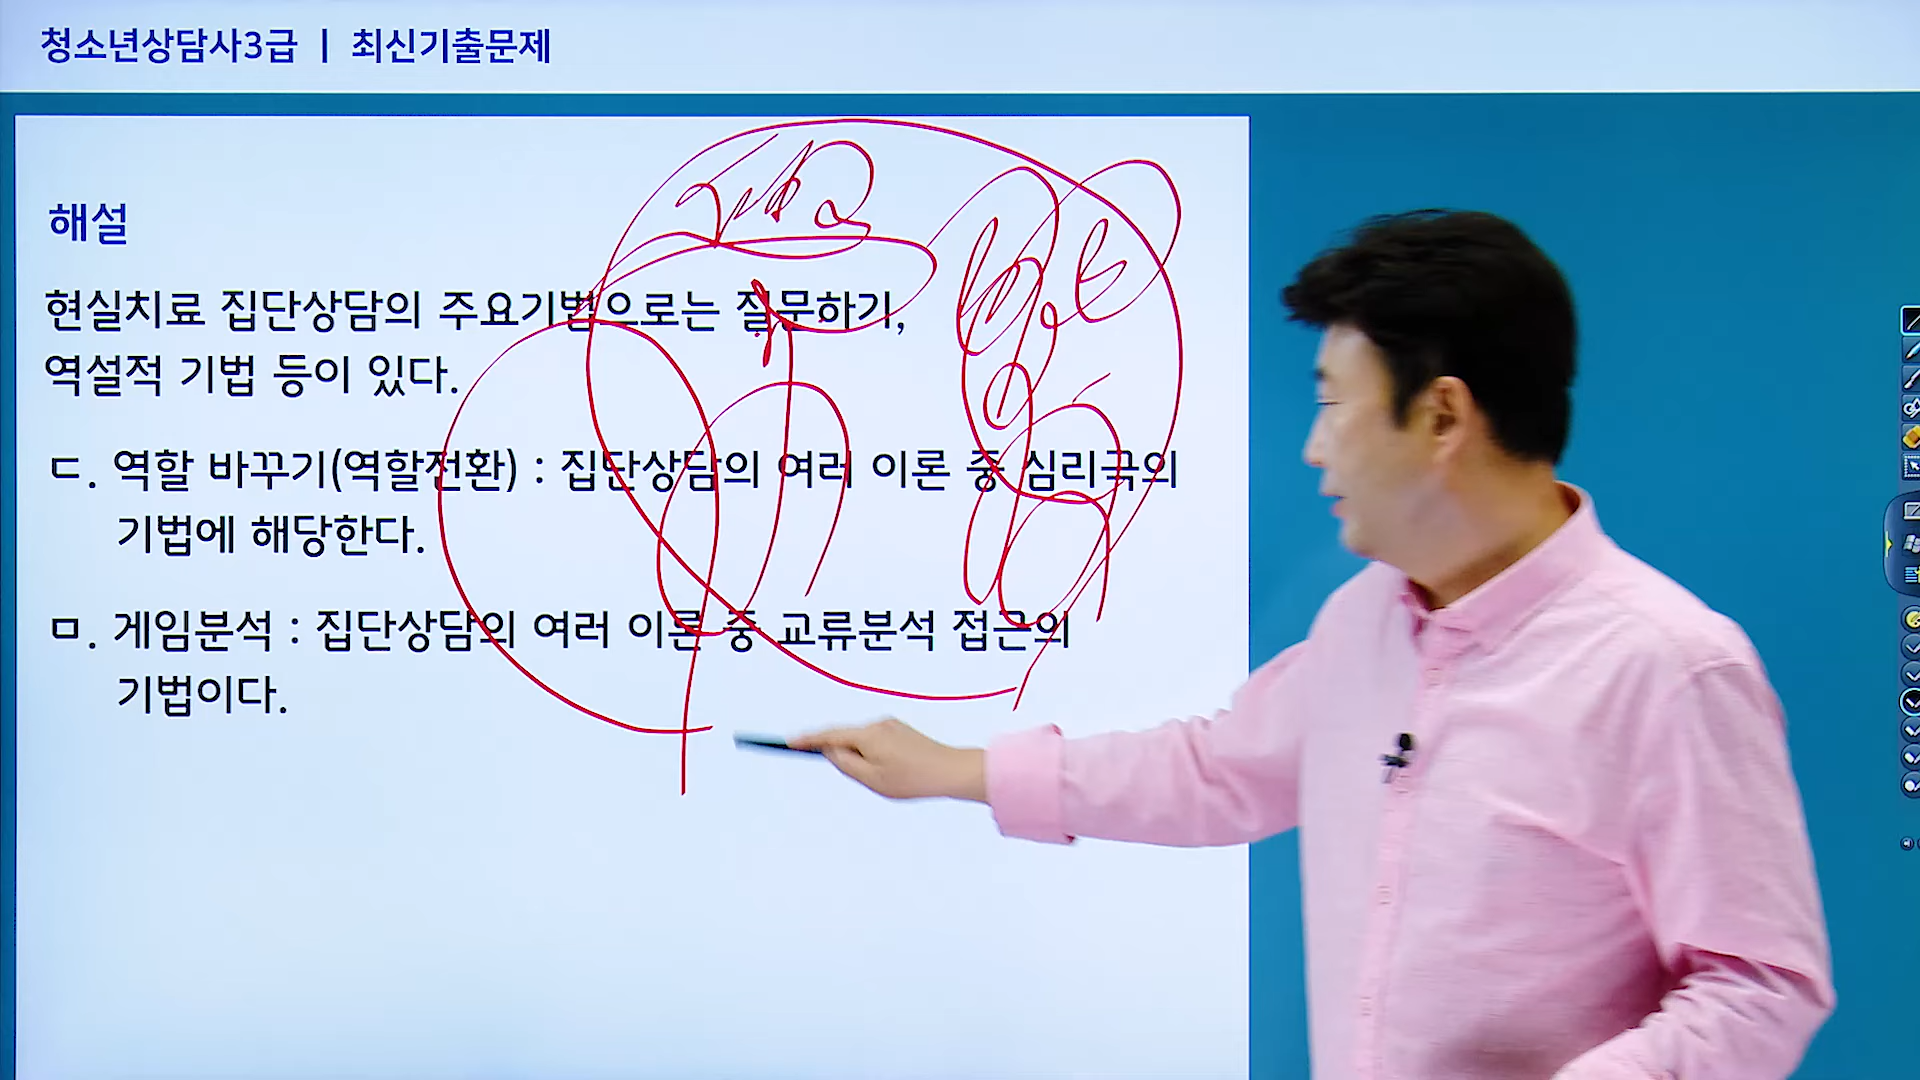 청소년상담사3급 | 최신기출문제
해설
현실치료 집단상담의 주요기법으로는 질문하기,
역설적 기법 등이 있다.
ㄷ. 역할 바꾸기(역할전환) : 집단상담의 여러 이론 중 심리극의
기법에 해당한다.
ㅁ. 게임분석 : 집단상담의 여러 이론 중 교류분석 접근의
기법이다.